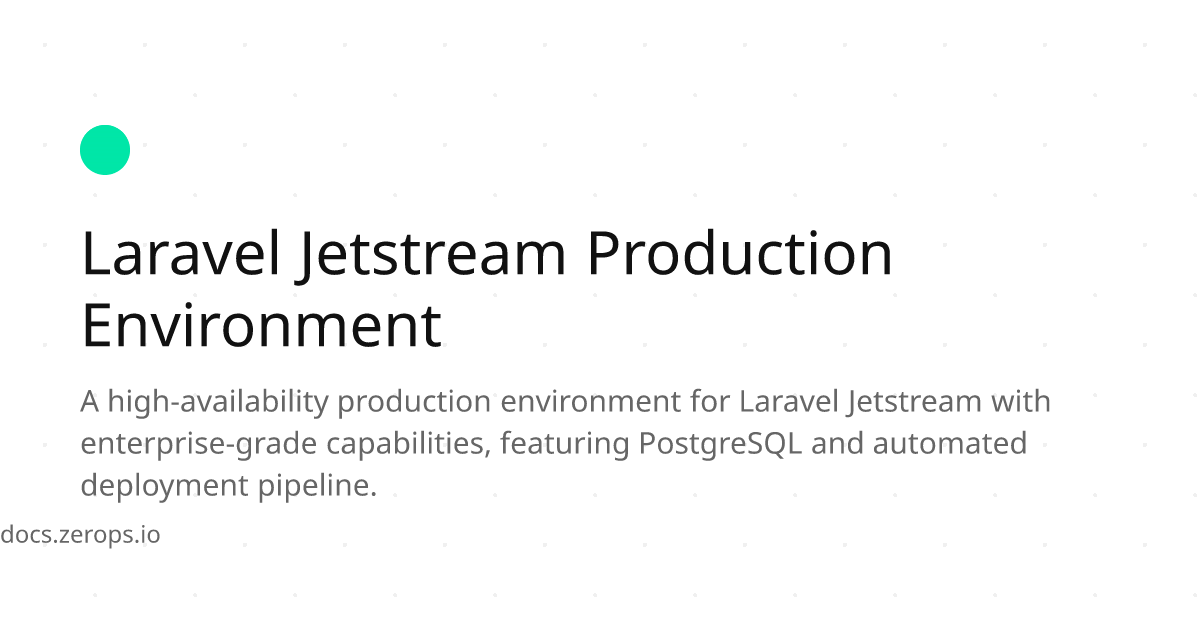 Laravel Jetstream Production
Environment
A high-availability production environment for Laravel Jetstream with
enterprise-grade capabilities, featuring PostgreSQL and automated
deployment pipeline.
docs.zerops.io